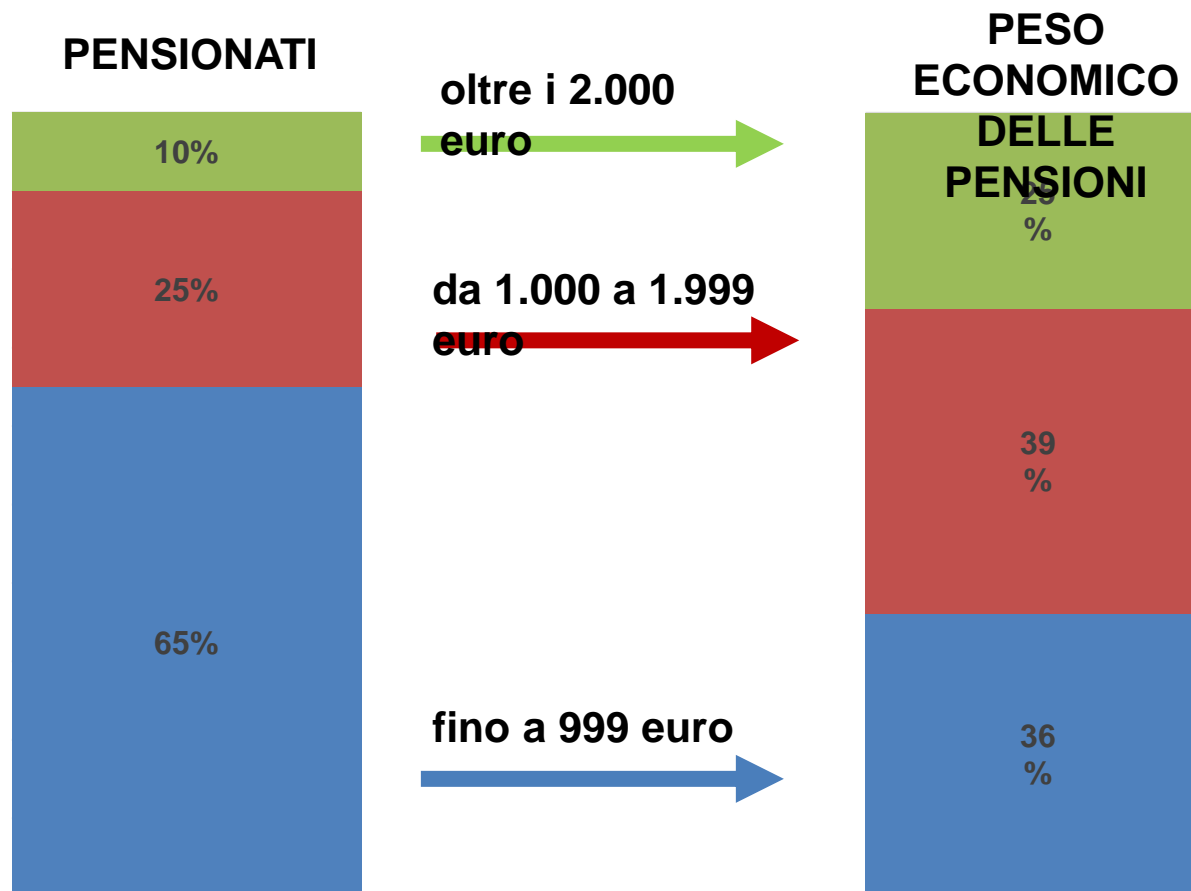 PENSIONATI
10%
25%
65%
oltre i 2.000
euro
da 1.000 a 1.999
euro
fino a 999 euro
PESO
ECONOMICO
DELLE
PENSIONI
25
%
39
%
36
%